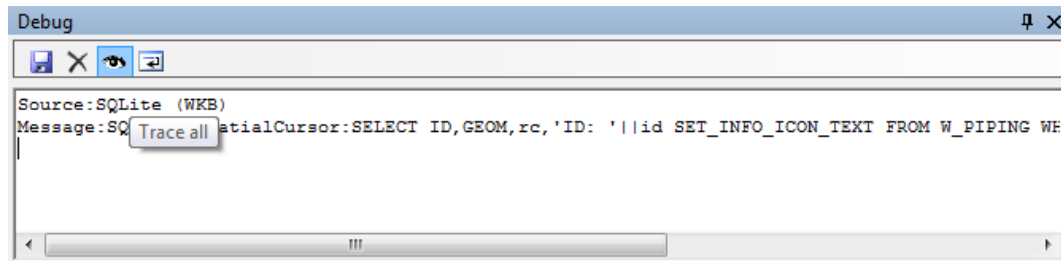 Debug
Source:SQLite (WKB)
Message:SQ atialCursor:SELECT ID,GEOM,rc,'ID: '||id SET_INFO_ICON_TEXT FROM W_PIPING WH
Trace all